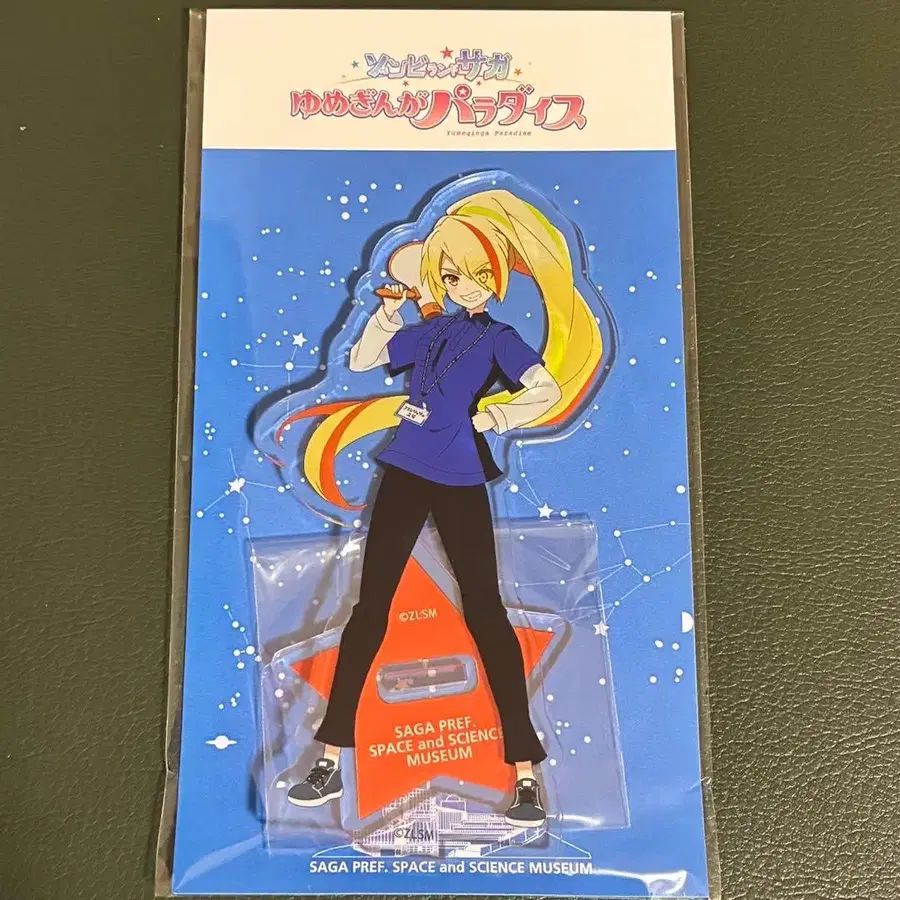 ゾンビランドサガ
ゆめぎんがパラダイス
Yumeginga Paradise
©ZLSM
SAGA PREF.
SPACE and SCIENCE
MUSEUM
©ZLSM
SAGA PREF. SPACE and SCIENCE MUSEUM